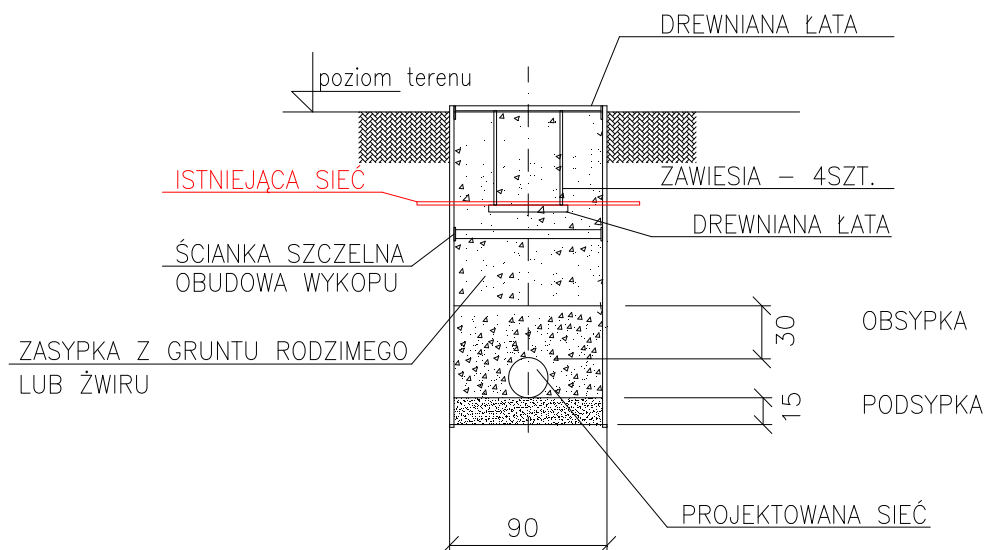 DREWNIANA ŁATA
poziom terenu
ISTNIEJĄCA SIEĆ
ZAWIESIA – 4SZT.
DREWNIANA ŁATA
ŚCIANKA SZCZELNA
OBUDOWA WYKOPU
30
OBSYPKA
ZASYPKA Z GRUNTU RODZIMEGO
LUB ŻWIRU
15
PODSYPKA
PROJEKTOWANA SIEĆ
90